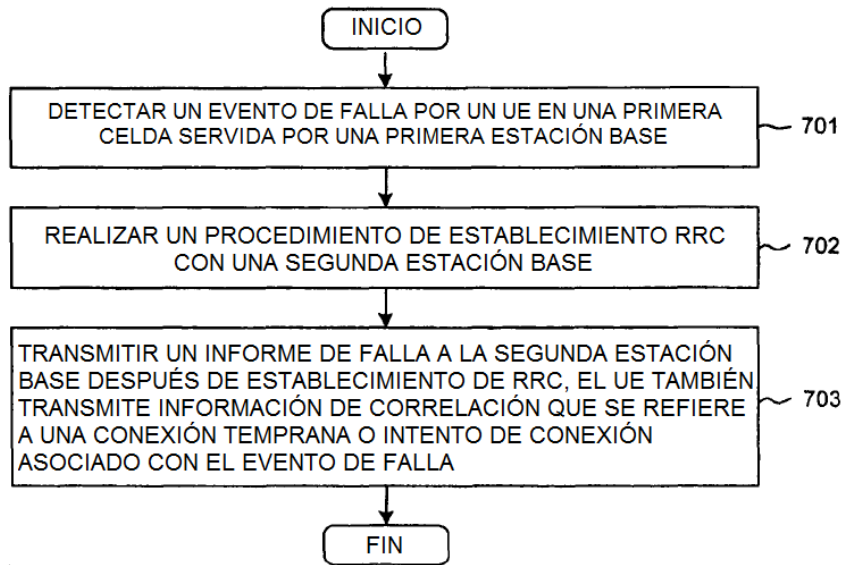 INICIO
DETECTAR UN EVENTO DE FALLA POR UN UE EN UNA PRIMERA
CELDA SERVIDA POR UNA PRIMERA ESTACIÓN BASE
701
REALIZAR UN PROCEDIMIENTO DE ESTABLECIMIENTO RRC
CON UNA SEGUNDA ESTACIÓN BASE
702
TRANSMITIR UN INFORME DE FALLA A LA SEGUNDA ESTACIÓN
BASE DESPUÉS DE ESTABLECIMIENTO DE RRC, EL UE TAMBIÉN
TRANSMITE INFORMACIÓN DE CORRELACIÓN QUE SE REFIERE
A UNA CONEXIÓN TEMPRANA O INTENTO DE CONEXIÓN
ASOCIADO CON EL EVENTO DE FALLA
703
FIN